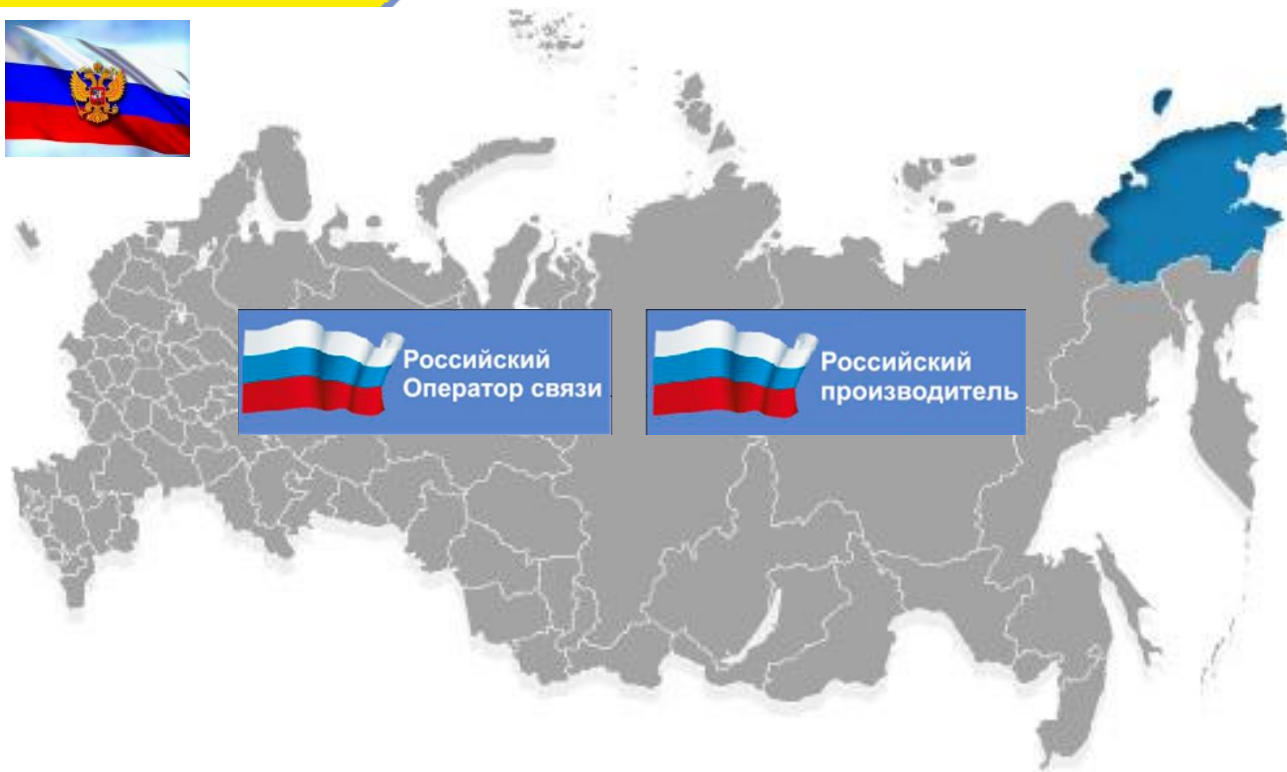 Российский
Оператор связи
Российский
производитель